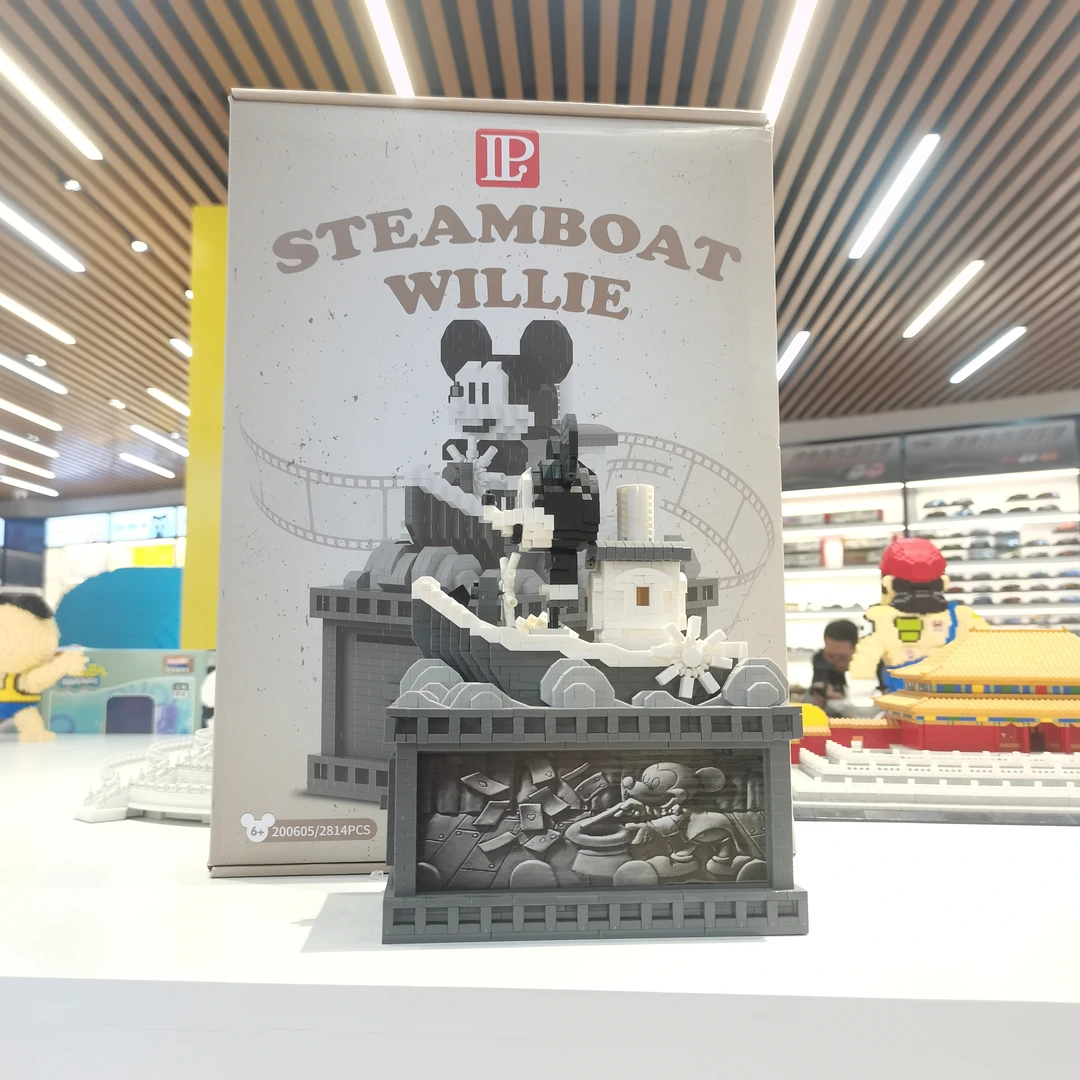 LP.
STEAMBOAT
WILLIE
6+ 200605/2814PCS